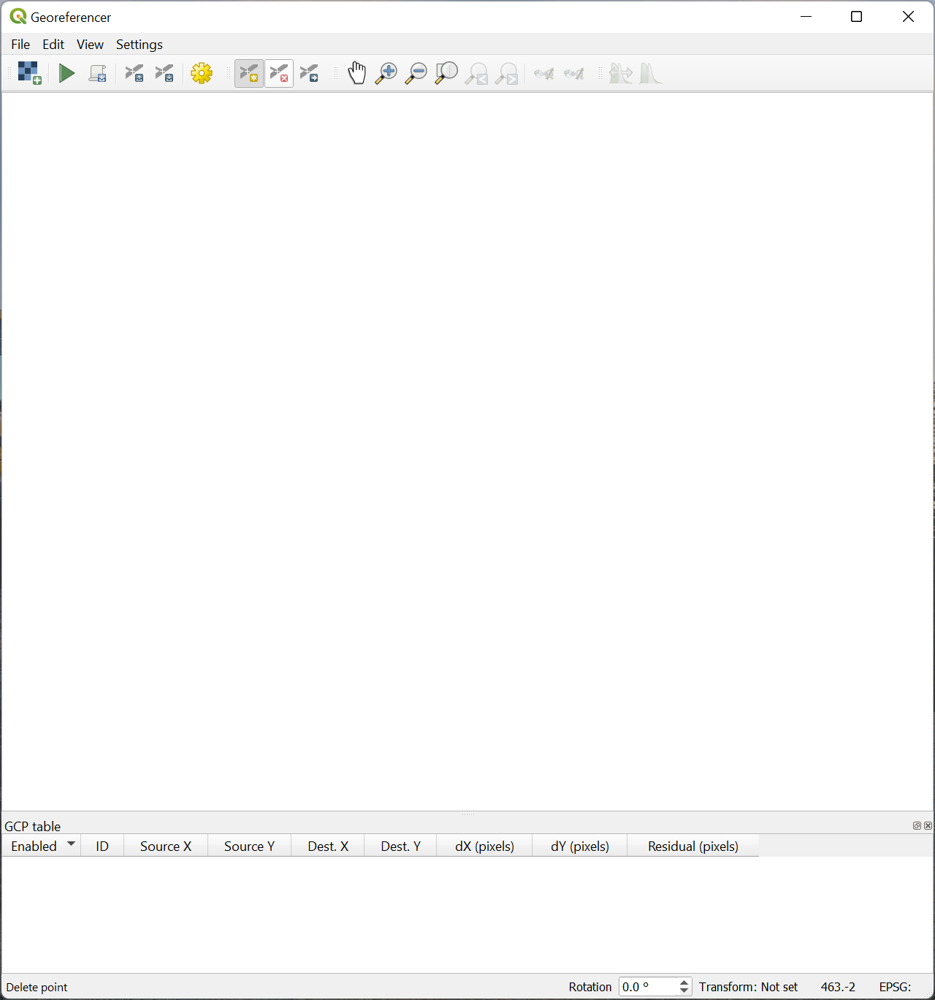 Georeferencer
File Edit View Settings
GCP table
Enabled ID Source X Source Y Dest. X Dest. Y dX (pixels) dY (pixels) Residual (pixels)
Delete point Rotation 0.0 ° Transform: Not set 463.-2 EPSG: